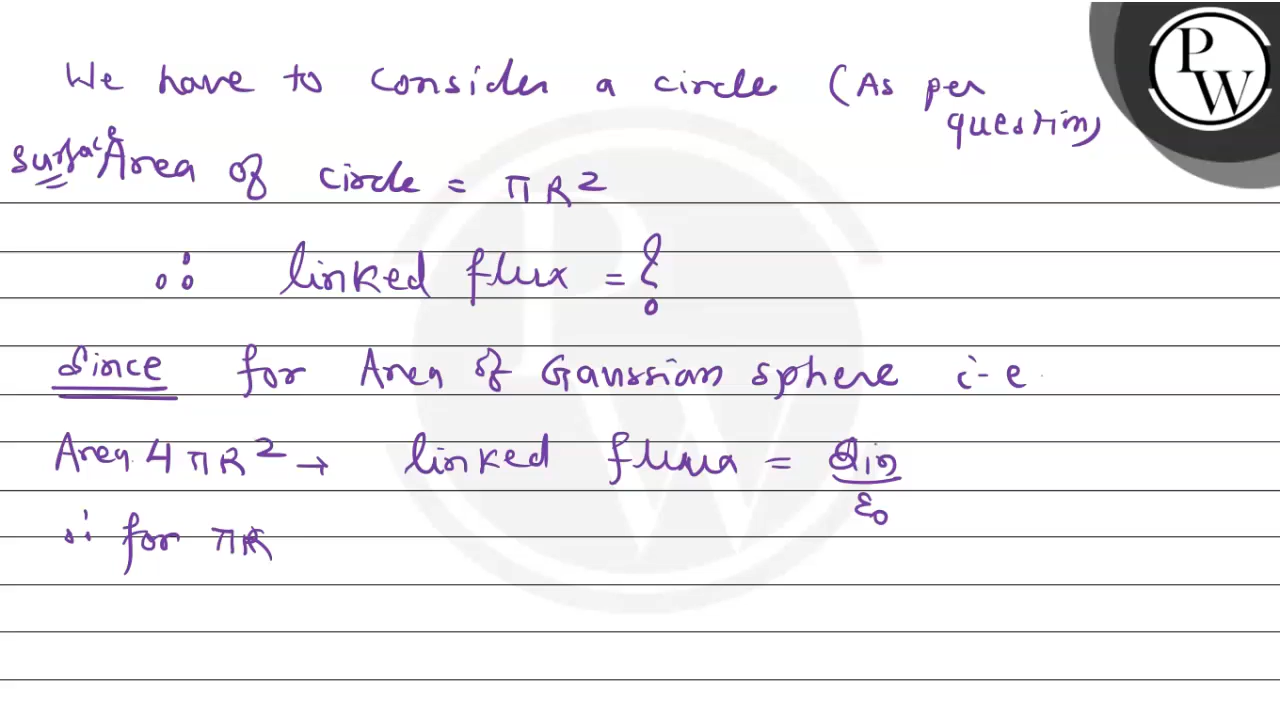 We have to consider a circle (As per question)
surface Area of circle = πR²
∴ linked flux = ?
Since for Area of Gaussian sphere i-e.
Area 4πR² → linked flux = Qin/ε₀
∴ for πR
PW